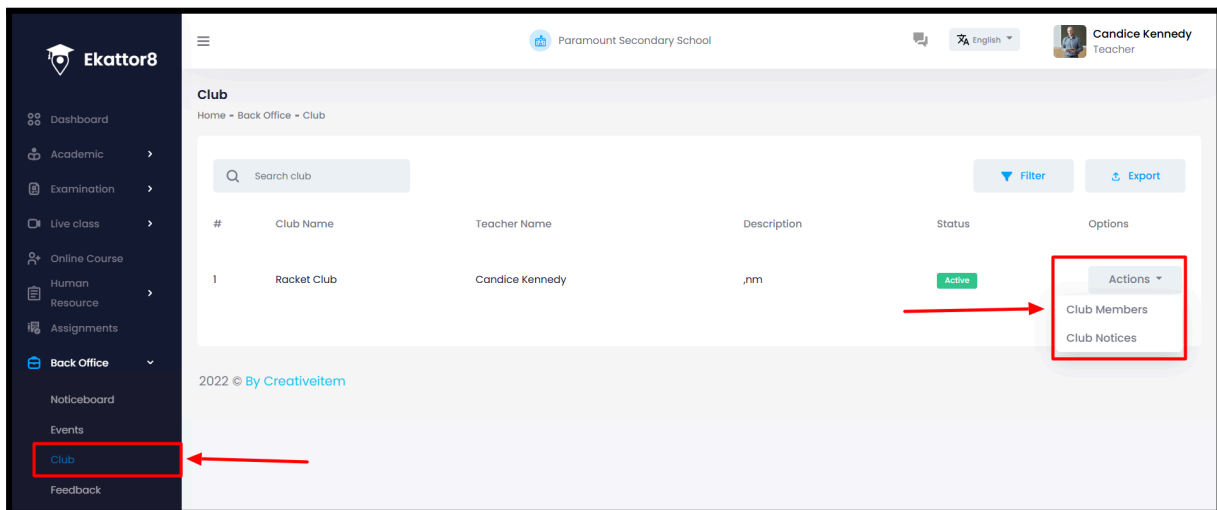 Ekattor8
Dashboard
Academic
Examination
Live class
Online Course
Human
Resource
Assignments
Back Office
Noticeboard
Events
Club
Feedback
Paramount Secondary School
English
Candice Kennedy
Teacher
Club
Home - Back Office - Club
Search club
Filter
Export
# Club Name Teacher Name Description Status Options
1 Racket Club Candice Kennedy ,nm Active Actions
Club Members
Club Notices
2022 © By Creativeitem